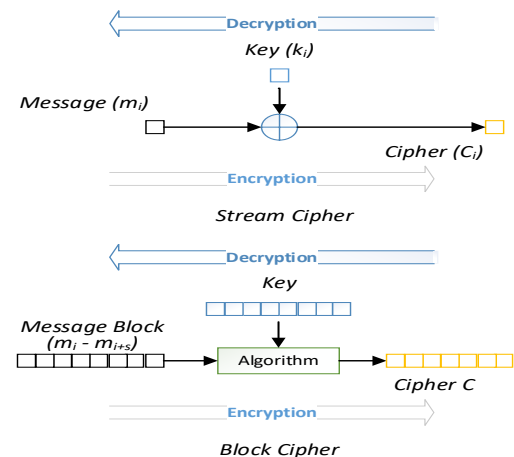 Decryption
Key (kᵢ)
Message (mᵢ)
Cipher (Cᵢ)
Encryption
Stream Cipher
Decryption
Key
Message Block
(mᵢ - mᵢ₊ₛ)
Algorithm
Cipher C
Encryption
Block Cipher